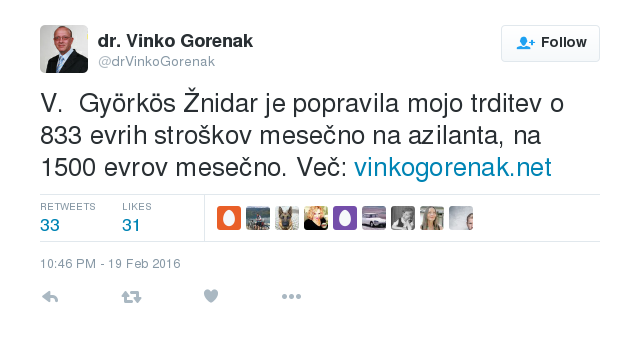 dr. Vinko Gorenak
@drVinkoGorenak
Follow
V. Györkös Žnidar je popravila mojo trditev o
833 evrih stroškov mesečno na azilanta, na
1500 evrov mesečno. Več: vinkogorenak.net
RETWEETS LIKES
33 31
10:46 PM - 19 Feb 2016